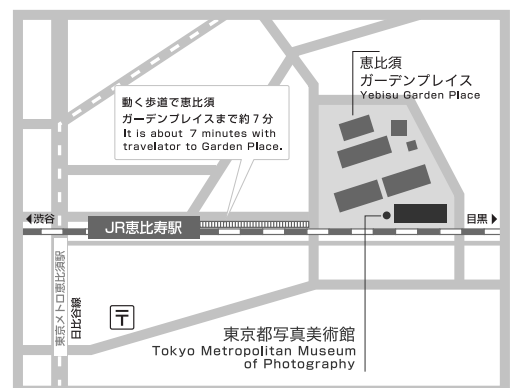 恵比須
ガーデンプレイス
Yebisu Garden Place
動く歩道で恵比須
ガーデンプレイスまで約7分
It is about 7 minutes with
travelator to Garden Place.
渋谷
JR恵比寿駅
目黒
東京メトロ恵比須駅
日比谷線
〒
東京都写真美術館
Tokyo Metropolitan Museum
of Photography